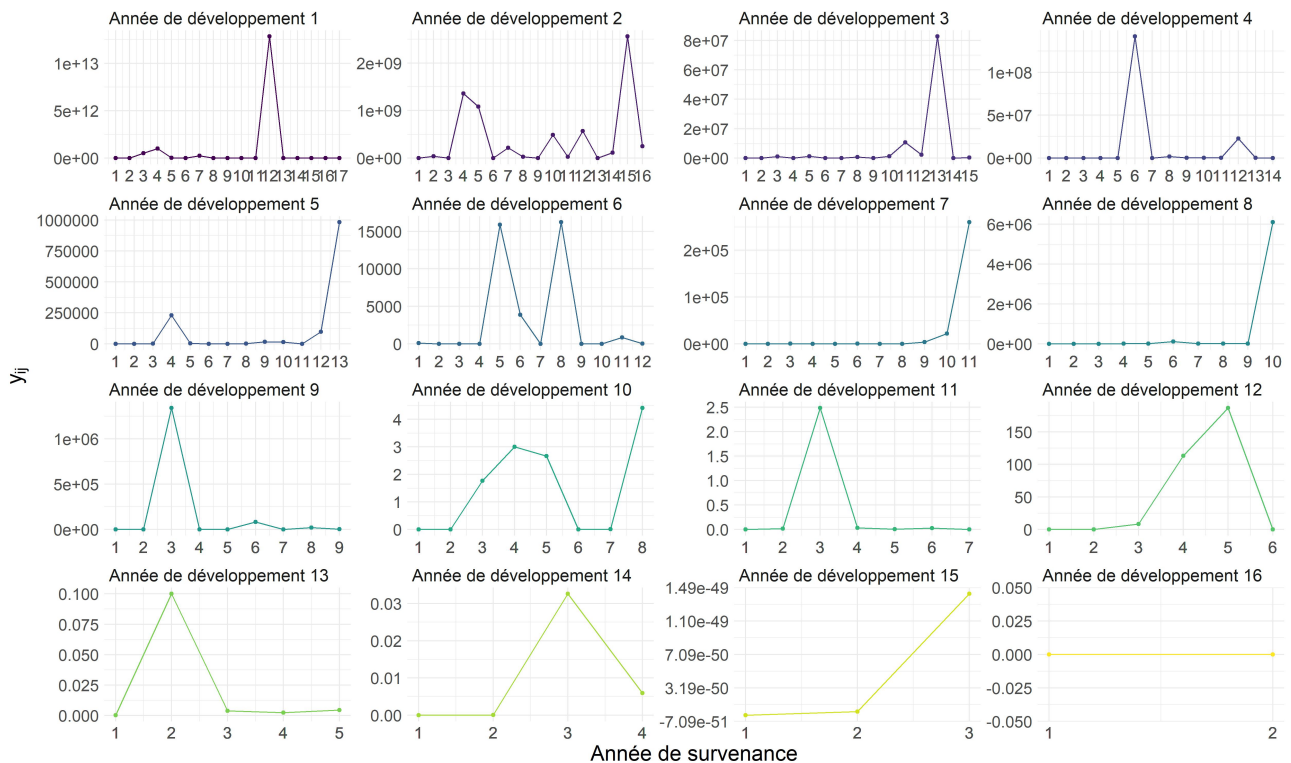 Année de développement 1
1e+13
5e+12
0e+00
1 2 3 4 5 6 7 8 9 10 11 12 13 14 15 16 17
Année de développement 2
2e+09
1e+09
0e+00
1 2 3 4 5 6 7 8 9 10 11 12 13 14 15 16
Année de développement 3
8e+07
6e+07
4e+07
2e+07
0e+00
1 2 3 4 5 6 7 8 9 10 11 12 13 14 15
Année de développement 4
1e+08
5e+07
0e+00
1 2 3 4 5 6 7 8 9 10 11 12 13 14
Année de développement 5
1000000
750000
500000
250000
0
1 2 3 4 5 6 7 8 9 10 11 12 13
Année de développement 6
15000
10000
5000
0
1 2 3 4 5 6 7 8 9 10 11 12
Année de développement 7
2e+05
1e+05
0e+00
1 2 3 4 5 6 7 8 9 10 11
Année de développement 8
6e+06
4e+06
2e+06
0e+00
1 2 3 4 5 6 7 8 9 10
yij
Année de développement 9
1e+06
5e+05
0e+00
1 2 3 4 5 6 7 8 9
Année de développement 10
4
3
2
1
0
1 2 3 4 5 6 7 8
Année de développement 11
2.5
2.0
1.5
1.0
0.5
0.0
1 2 3 4 5 6 7
Année de développement 12
150
100
50
0
1 2 3 4 5 6
Année de développement 13
0.100
0.075
0.050
0.025
0.000
1 2 3 4 5
Année de développement 14
0.03
0.02
0.01
0.00
1 2 3 4
Année de développement 15
1.49e-49
1.10e-49
7.09e-50
3.19e-50
-7.09e-51
1 2 3
Année de développement 16
0.050
0.025
0.000
-0.025
-0.050
1 2
Année de survenance